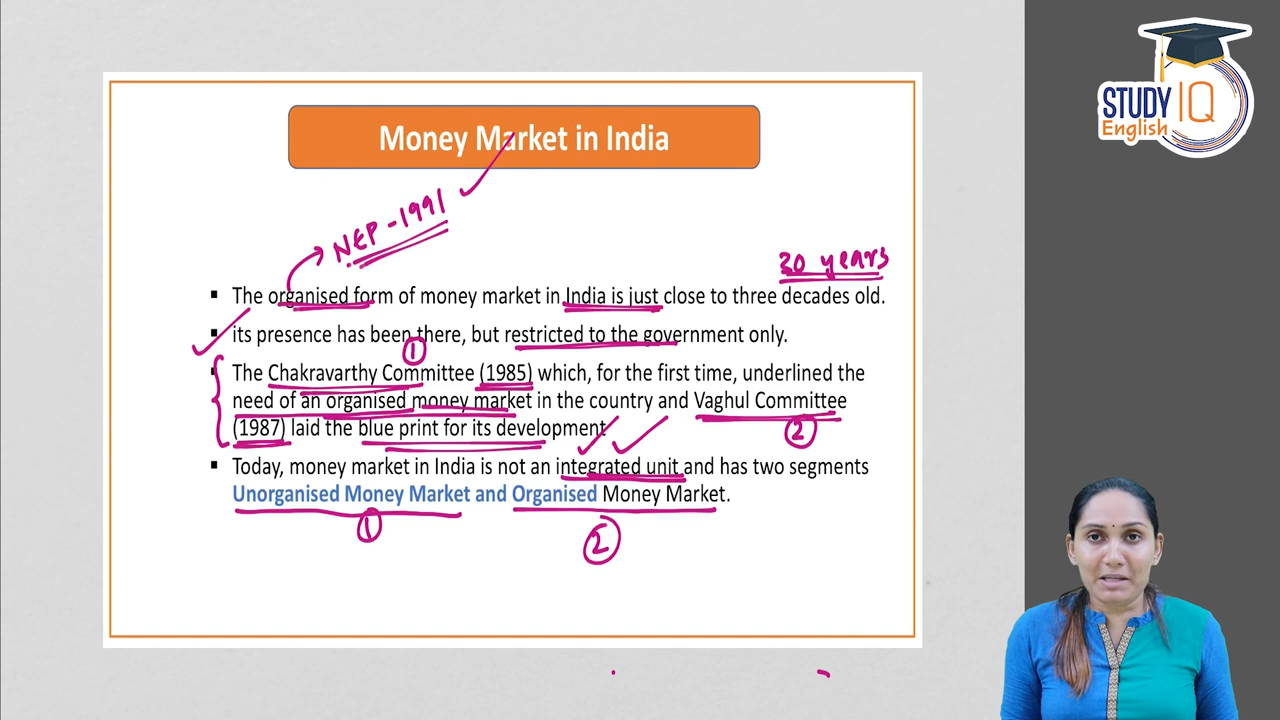 STUDY IQ
English
Money Market in India
NEP-1991
30 years
▪ The organised form of money market in India is just close to three decades old.
▪ its presence has been there, but restricted to the government only.
1
▪ The Chakravarthy Committee (1985) which, for the first time, underlined the
need of an organised money market in the country and Vaghul Committee
(1987) laid the blue print for its development
2
▪ Today, money market in India is not an integrated unit and has two segments
Unorganised Money Market and Organised Money Market.
1
2